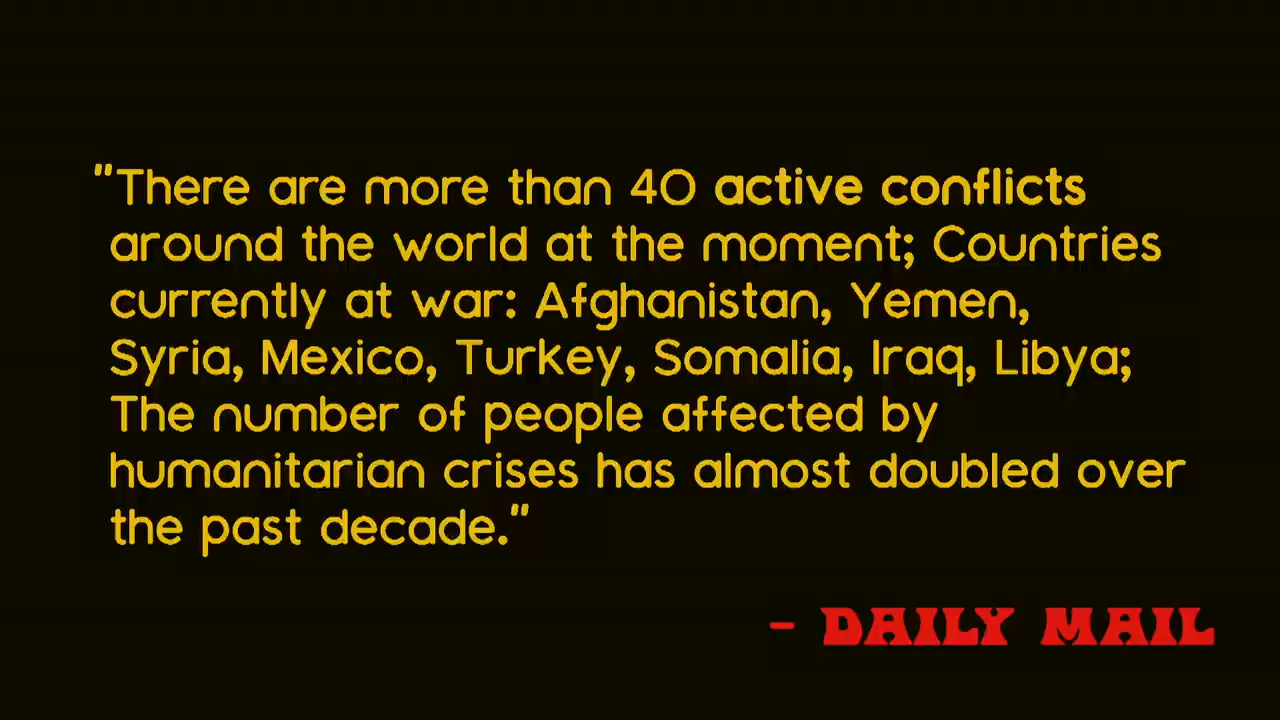 "There are more than 40 active conflicts
around the world at the moment; Countries
currently at war: Afghanistan, Yemen,
Syria, Mexico, Turkey, Somalia, Iraq, Libya;
The number of people affected by
humanitarian crises has almost doubled over
the past decade."
- DAILY MAIL